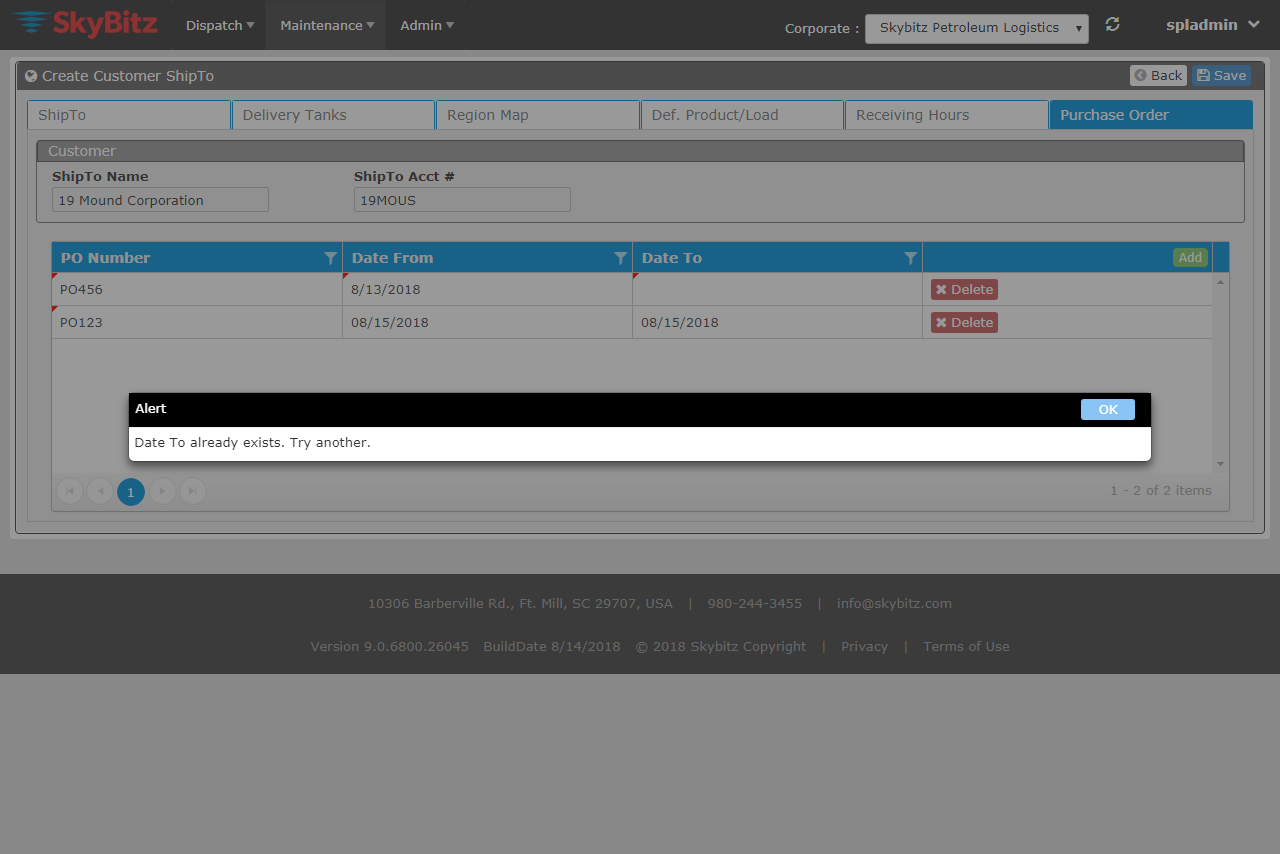 SkyBitz Dispatch Maintenance Admin Corporate : Skybitz Petroleum Logistics spladmin
Create Customer ShipTo Back Save
ShipTo Delivery Tanks Region Map Def. Product/Load Receiving Hours Purchase Order
Customer
ShipTo Name ShipTo Acct #
19 Mound Corporation 19MOUS
PO Number Date From Date To Add
PO456 8/13/2018 Delete
PO123 08/15/2018 08/15/2018 Delete
Alert OK
Date To already exists. Try another.
1 1 - 2 of 2 items
10306 Barberville Rd., Ft. Mill, SC 29707, USA | 980-244-3455 | info@skybitz.com
Version 9.0.6800.26045 BuildDate 8/14/2018 © 2018 Skybitz Copyright | Privacy | Terms of Use